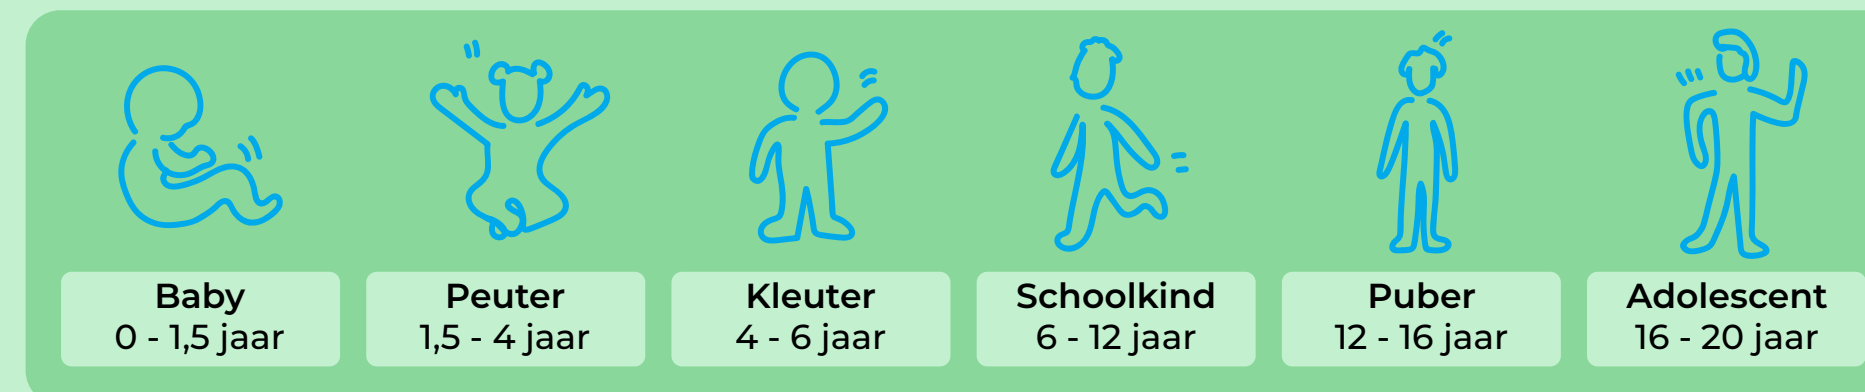 Baby
0 - 1,5 jaar
Peuter
1,5 - 4 jaar
Kleuter
4 - 6 jaar
Schoolkind
6 - 12 jaar
Puber
12 - 16 jaar
Adolescent
16 - 20 jaar